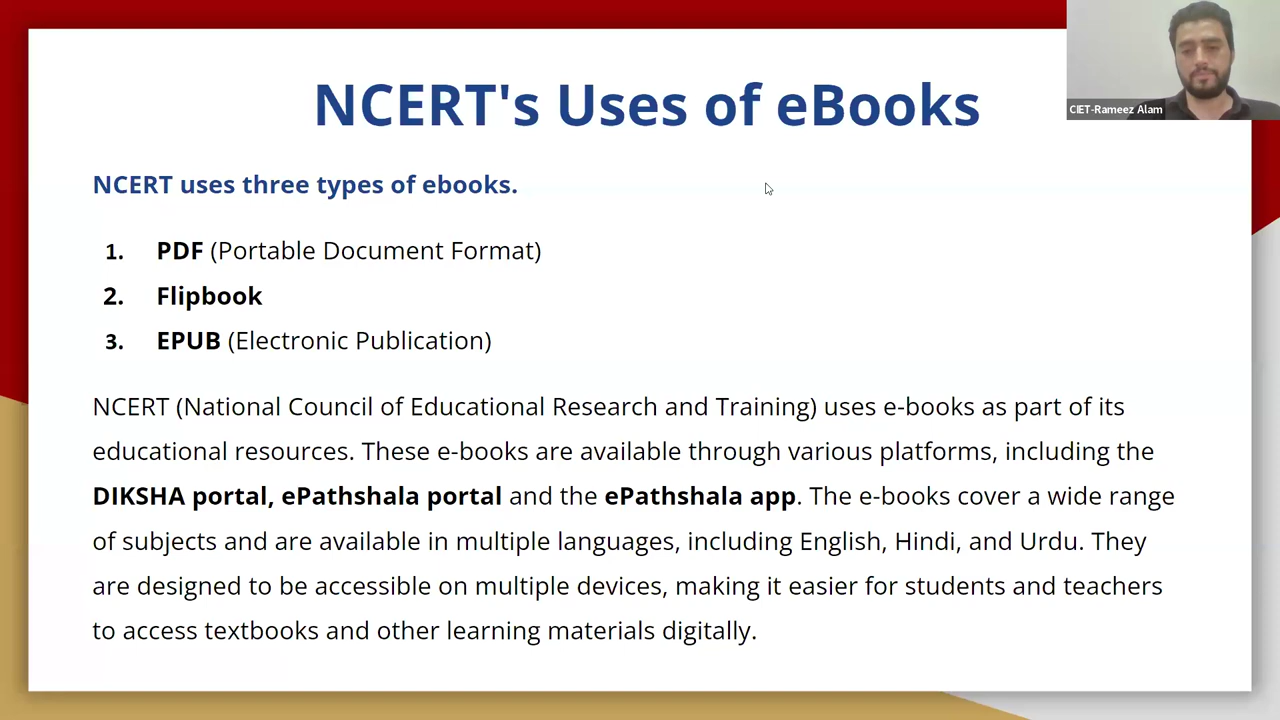 NCERT's Uses of eBooks
CIET-Rameez Alam
NCERT uses three types of ebooks.
1. PDF (Portable Document Format)
2. Flipbook
3. EPUB (Electronic Publication)
NCERT (National Council of Educational Research and Training) uses e-books as part of its
educational resources. These e-books are available through various platforms, including the
DIKSHA portal, ePathshala portal and the ePathshala app. The e-books cover a wide range
of subjects and are available in multiple languages, including English, Hindi, and Urdu. They
are designed to be accessible on multiple devices, making it easier for students and teachers
to access textbooks and other learning materials digitally.